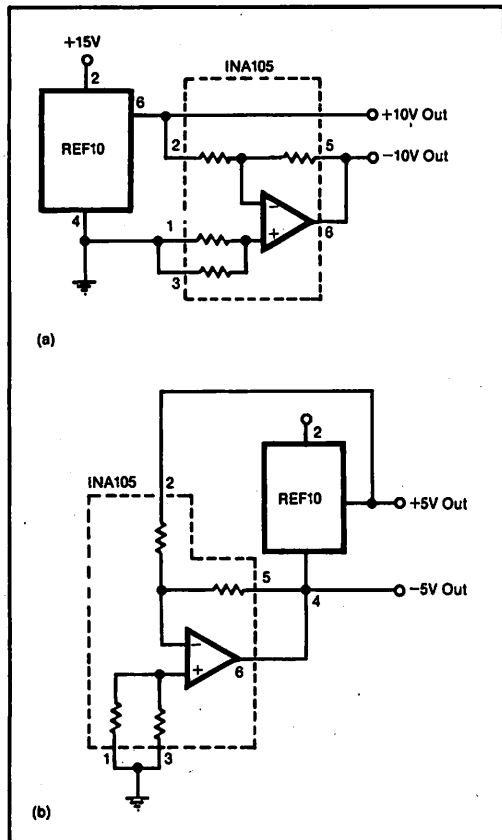 +15V
2
INA105
6
+10V Out
REF10
2
5
−10V Out
4
1
−
+
6
3
(a)
2
2
INA105
REF10
+5V Out
5
4
−5V Out
−
+
6
1
3
(b)